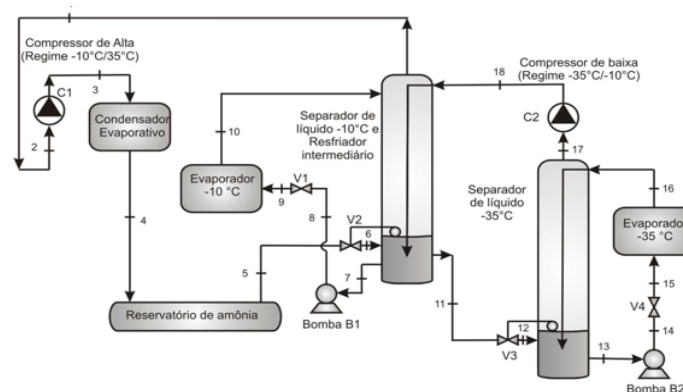 Compressor de Alta
(Regime -10°C/35°C)
3
C1
2
Condensador
Evaporativo
4
10
Evaporador
-10 °C
V1
9
8
Separador de
líquido -10°C e
Resfriador
intermediário
V2
6
5
7
Reservatório de amônia
Bomba B1
18
Compressor de baixa
(Regime -35°C/-10°C)
C2
17
Separador
de líquido
-35°C
16
Evaporador
-35 °C
15
V4
14
11
12
V3
13
Bomba B2